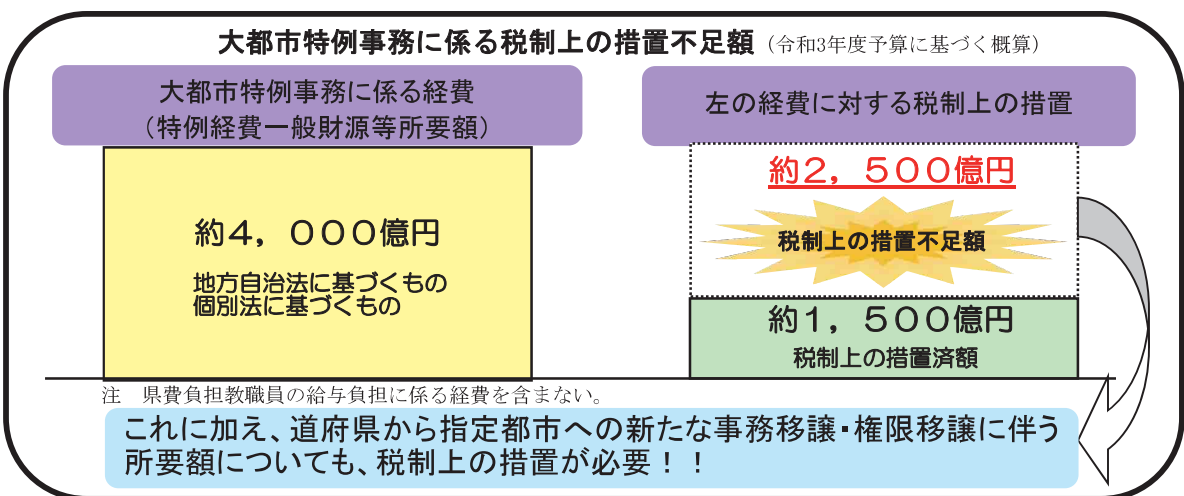 大都市特例事務に係る税制上の措置不足額（令和3年度予算に基づく概算）
大都市特例事務に係る経費
（特例経費一般財源等所要額）
左の経費に対する税制上の措置
約4，０００億円
地方自治法に基づくもの
個別法に基づくもの
約2，５００億円
税制上の措置不足額
約1，５００億円
税制上の措置済額
注　県費負担教職員の給与負担に係る経費を含まない。
これに加え、道府県から指定都市への新たな事務移譲・権限移譲に伴う
所要額についても、税制上の措置が必要！！